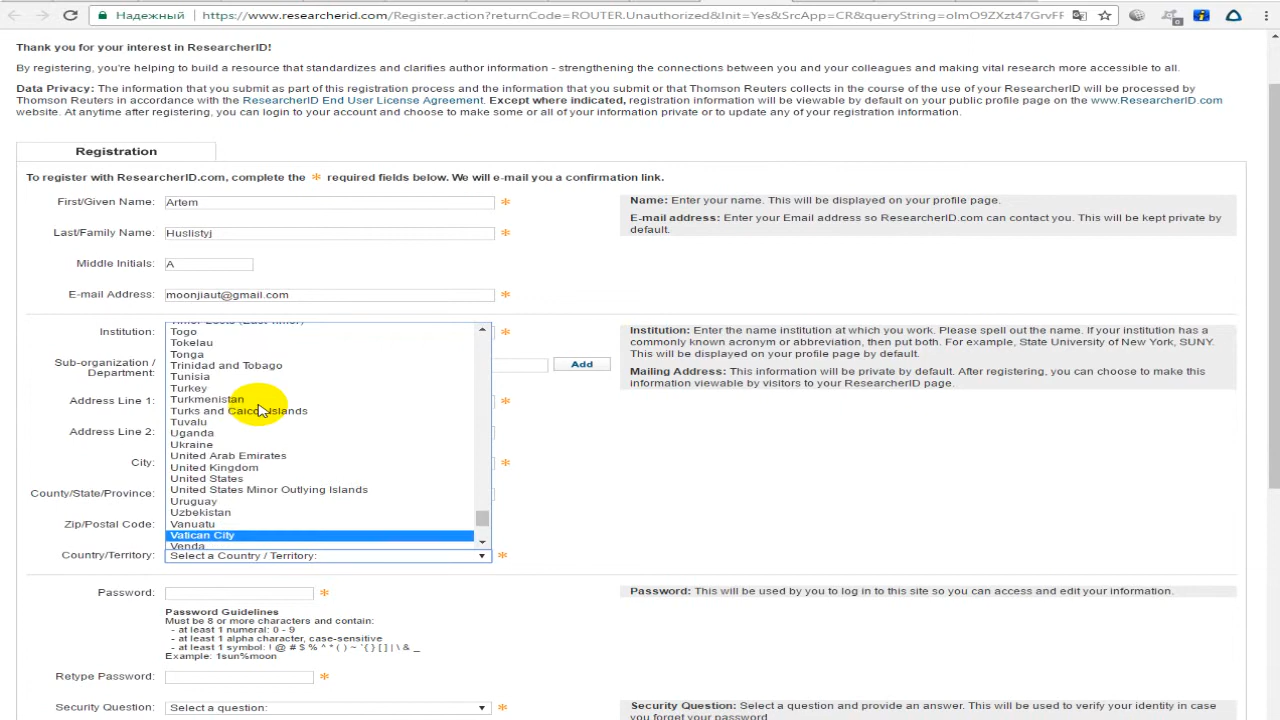 Надежный
https://www.researcherid.com/Register.action?returnCode=ROUTER.Unauthorized&Init=Yes&SrcApp=CR&queryString=olmO9ZXzt47GrvFF
Thank you for your interest in ResearcherID!
By registering, you're helping to build a resource that standardizes and clarifies author information - strengthening the connections between you and your colleagues and making vital research more accessible to all.
Data Privacy: The information that you submit as part of this registration process and the information that you submit or that Thomson Reuters collects in the course of the use of your ResearcherID will be processed by
Thomson Reuters in accordance with the ResearcherID End User License Agreement. Except where indicated, registration information will be viewable by default on your public profile page on the www.ResearcherID.com
website. At anytime after registering, you can login to your account and choose to make some or all of your information private or to update any of your registration information.
Registration
To register with ResearcherID.com, complete the * required fields below. We will e-mail you a confirmation link.
First/Given Name: Artem *
Name: Enter your name. This will be displayed on your profile page.
E-mail address: Enter your Email address so ResearcherID.com can contact you. This will be kept private by
default.
Last/Family Name: Huslistyj *
Middle Initials: A
E-mail Address: moonjiaut@gmail.com *
Institution: *
Institution: Enter the name institution at which you work. Please spell out the name. If your institution has a
commonly known acronym or abbreviation, then put both. For example, State University of New York, SUNY.
This will be displayed on your profile page by default.
Mailing Address: This information will be private by default. After registering, you can choose to make this
information viewable by visitors to your ResearcherID page.
Sub-organization /
Department:
Add
Address Line 1: *
Address Line 2:
City: *
County/State/Province:
Zip/Postal Code:
Togo
Tokelau
Tonga
Trinidad and Tobago
Tunisia
Turkey
Turkmenistan
Turks and Caicos Islands
Tuvalu
Uganda
Ukraine
United Arab Emirates
United Kingdom
United States
United States Minor Outlying Islands
Uruguay
Uzbekistan
Vanuatu
Vatican City
Venda
Country/Territory: Select a Country / Territory: *
Password: *
Password: This will be used by you to log in to this site so you can access and edit your information.
Password Guidelines
Must be 8 or more characters and contain:
- at least 1 numeral: 0 - 9
- at least 1 alpha character, case-sensitive
- at least 1 symbol: ! @ # $ % ^ * ( ) ~ `{ } [ ] | \ & _
Example: 1sun%moon
Retype Password: *
Security Question: Select a question: *
Security Question: Select a question and provide an answer. This will be used to verify your identity in case
you forget your password